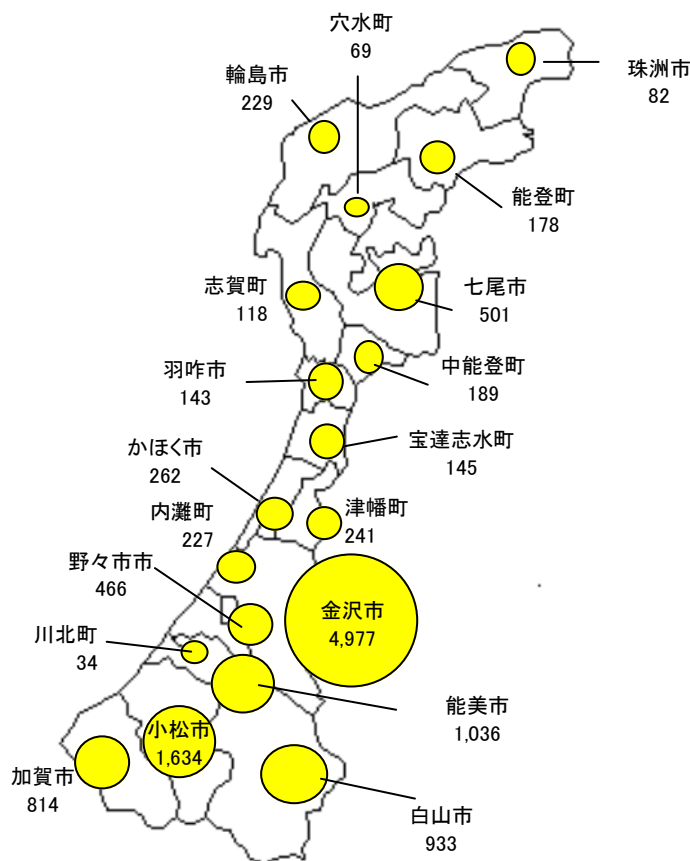 穴水町
69
珠洲市
82
輪島市
229
能登町
178
志賀町
118
七尾市
501
羽咋市
143
中能登町
189
宝達志水町
145
かほく市
262
津幡町
241
内灘町
227
野々市市
466
金沢市
4,977
川北町
34
能美市
1,036
小松市
1,634
加賀市
814
白山市
933